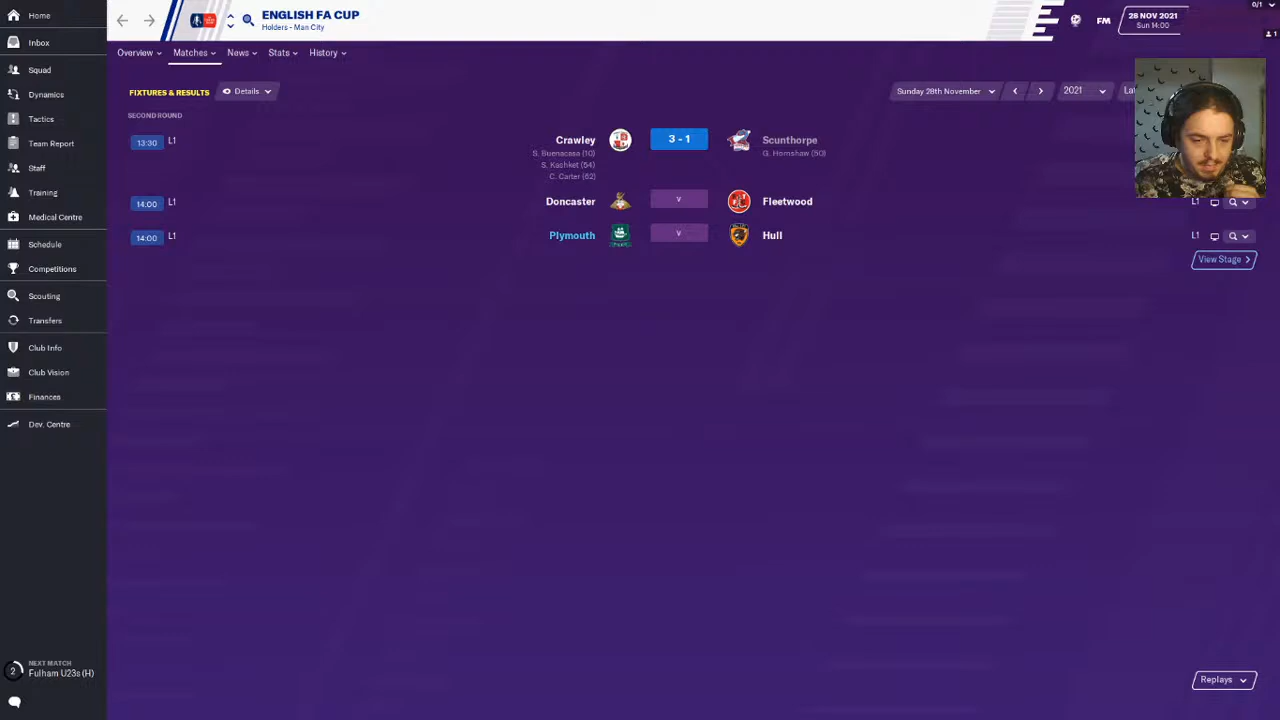 Home
Inbox
Squad
Dynamics
Tactics
Team Report
Staff
Training
Medical Centre
Schedule
Competitions
Scouting
Transfers
Club Info
Club Vision
Finances
Dev. Centre
NEXT MATCH
2 Fulham U23s (H)
ENGLISH FA CUP
Holders - Man City
FM
28 NOV 2021
Sun 14:00
0/1
1
Overview Matches News Stats History
FIXTURES & RESULTS Details Sunday 28th November 2021
SECOND ROUND
13:30 L1 Crawley 3 - 1 Scunthorpe
S. Buenacasa (10) G. Hornshaw (50)
S. Kashket (54)
C. Carter (62)
14:00 L1 Doncaster v Fleetwood L1
14:00 L1 Plymouth v Hull L1
View Stage
Replays